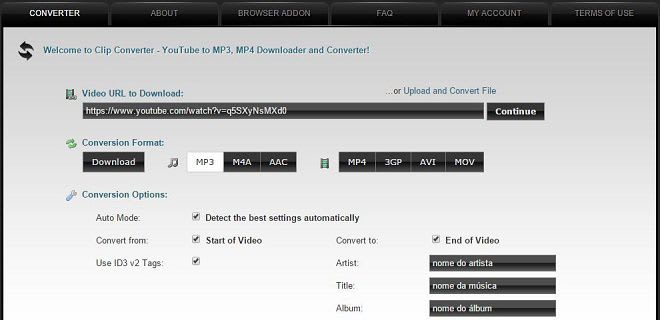 CONVERTER ABOUT BROWSER ADDON FAQ MY ACCOUNT TERMS OF USE
Welcome to Clip Converter - YouTube to MP3, MP4 Downloader and Converter!
Video URL to Download: ...or Upload and Convert File
https://www.youtube.com/watch?v=q5SXyNsMXd0 Continue
Conversion Format:
Download MP3 M4A AAC MP4 3GP AVI MOV
Conversion Options:
Auto Mode: Detect the best settings automatically
Convert from: Start of Video Convert to: End of Video
Use ID3 v2 Tags: Artist: nome do artista
Title: nome da música
Album: nome do álbum